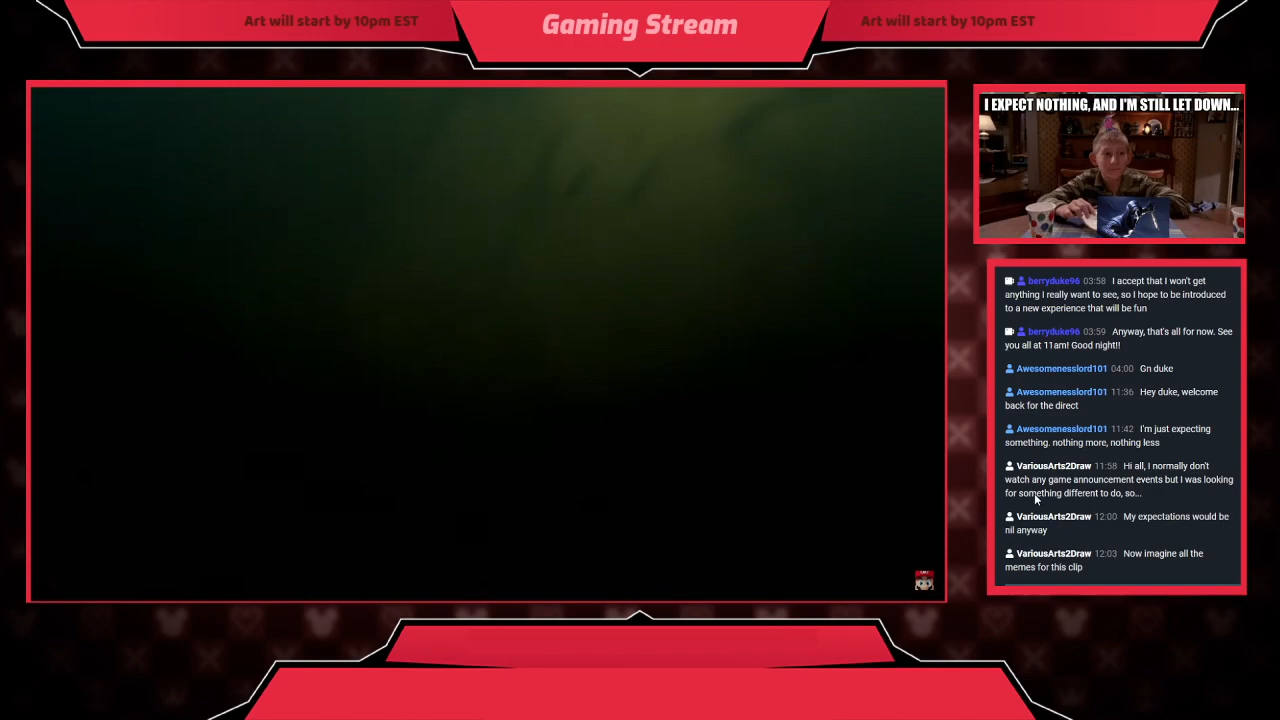 Art will start by 10pm EST
Gaming Stream
Art will start by 10pm EST
I EXPECT NOTHING, AND I'M STILL LET DOWN...
berryduke96 03:58 I accept that I won't get
anything I really want to see, so I hope to be introduced
to a new experience that will be fun
berryduke96 03:59 Anyway, that's all for now. See
you all at 11am! Good night!!
Awesomenesslord101 04:00 Gn duke
Awesomenesslord101 11:36 Hey duke, welcome
back for the direct
Awesomenesslord101 11:42 I'm just expecting
something. nothing more, nothing less
VariousArts2Draw 11:58 Hi all, I normally don't
watch any game announcement events but I was looking
for something different to do, so...
VariousArts2Draw 12:00 My expectations would be
nil anyway
VariousArts2Draw 12:03 Now imagine all the
memes for this clip